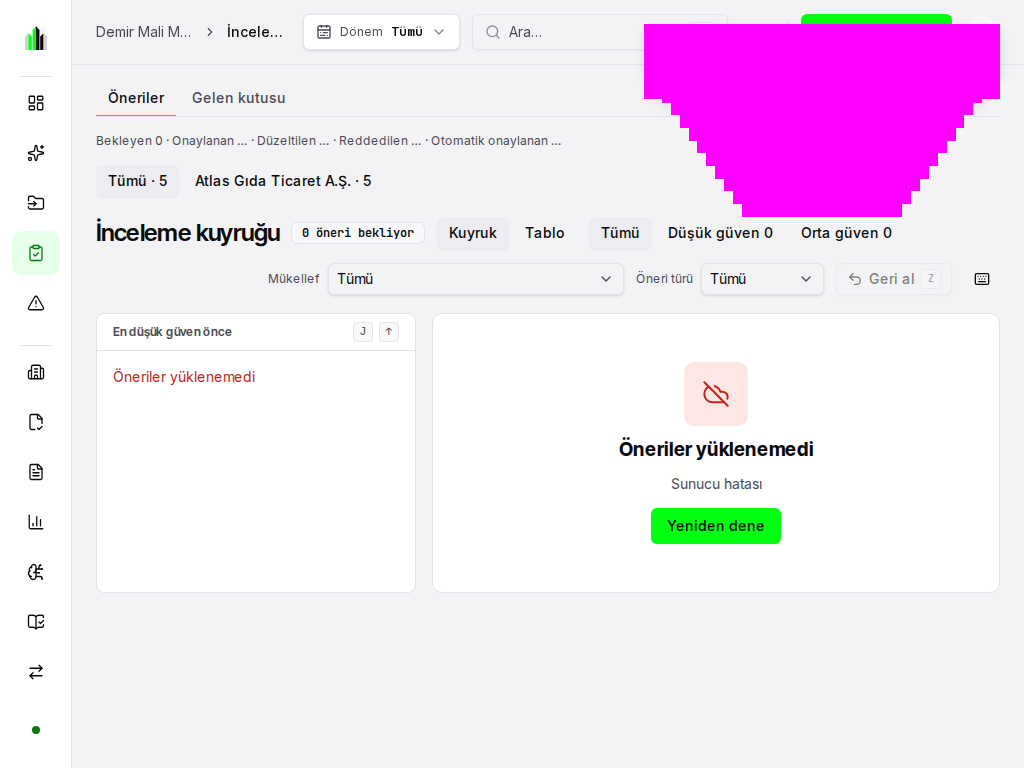 Demir Mali M... > İncele... Dönem Tümü Ara...
Öneriler Gelen kutusu
Bekleyen 0 · Onaylanan ... · Düzeltilen ... · Reddedilen ... · Otomatik onaylanan ...
Tümü · 5 Atlas Gıda Ticaret A.Ş. · 5
İnceleme kuyruğu 0 öneri bekliyor Kuyruk Tablo Tümü Düşük güven 0 Orta güven 0
Mükellef Tümü Öneri türü Tümü Geri al Z
En düşük güven önce J ↑
Öneriler yüklenemedi
Öneriler yüklenemedi
Sunucu hatası
Yeniden dene